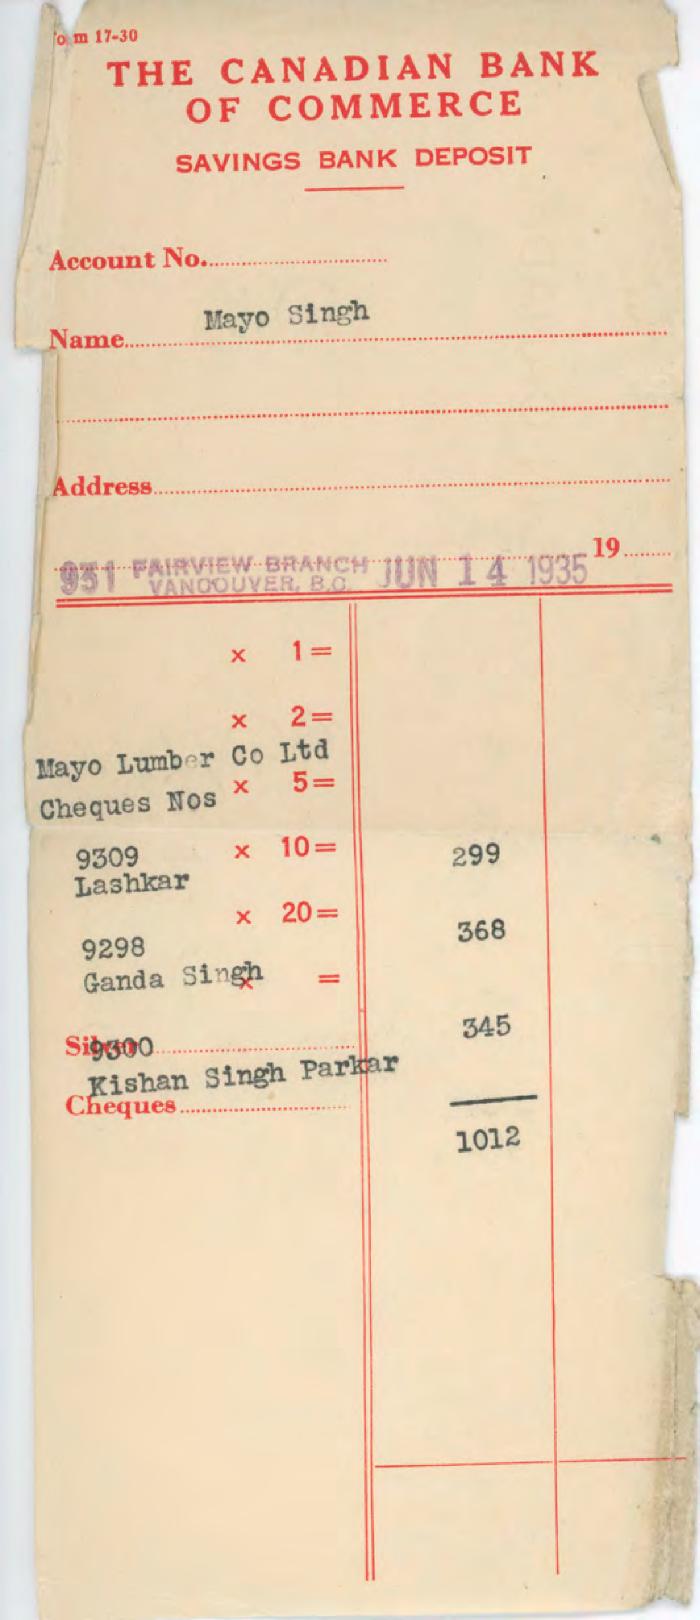 Form 17-30
THE CANADIAN BANK
OF COMMERCE
SAVINGS BANK DEPOSIT
Account No.
Mayo Singh
Name
Address
19
931 FAIRVIEW BRANCH JUN 14 1935
VANCOUVER, B.C.
x 1 =
x 2 =
Mayo Lumber Co Ltd
x 5 =
Cheques Nos
9309 x 10 = 299
Lashkar
x 20 =
9298 368
Ganda Singh
x =
Silver
9300 345
Kishan Singh Parkar
Cheques
1012